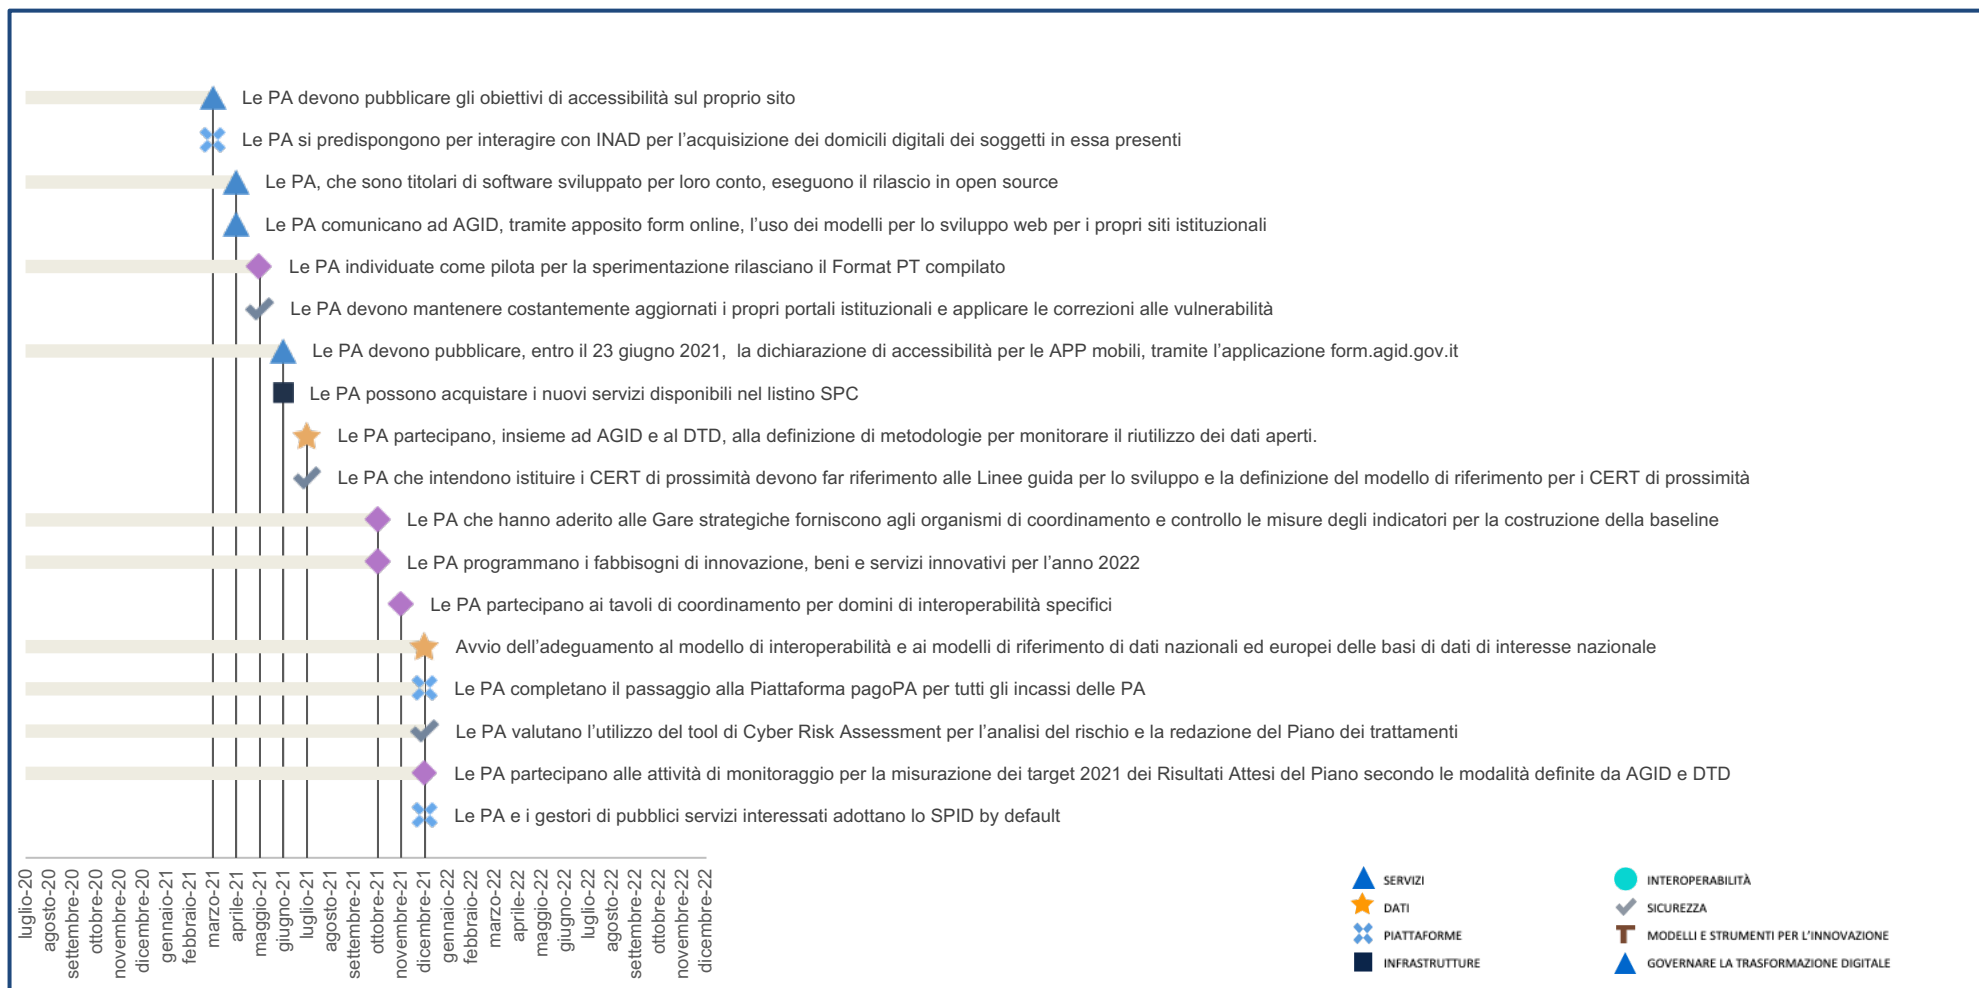 Le PA devono pubblicare gli obiettivi di accessibilità sul proprio sito
Le PA si predispongono per interagire con INAD per l’acquisizione dei domicili digitali dei soggetti in essa presenti
Le PA, che sono titolari di software sviluppato per loro conto, eseguono il rilascio in open source
Le PA comunicano ad AGID, tramite apposito form online, l’uso dei modelli per lo sviluppo web per i propri siti istituzionali
Le PA individuate come pilota per la sperimentazione rilasciano il Format PT compilato
Le PA devono mantenere costantemente aggiornati i propri portali istituzionali e applicare le correzioni alle vulnerabilità
Le PA devono pubblicare, entro il 23 giugno 2021, la dichiarazione di accessibilità per le APP mobili, tramite l’applicazione form.agid.gov.it
Le PA possono acquistare i nuovi servizi disponibili nel listino SPC
Le PA partecipano, insieme ad AGID e al DTD, alla definizione di metodologie per monitorare il riutilizzo dei dati aperti.
Le PA che intendono istituire i CERT di prossimità devono far riferimento alle Linee guida per lo sviluppo e la definizione del modello di riferimento per i CERT di prossimità
Le PA che hanno aderito alle Gare strategiche forniscono agli organismi di coordinamento e controllo le misure degli indicatori per la costruzione della baseline
Le PA programmano i fabbisogni di innovazione, beni e servizi innovativi per l’anno 2022
Le PA partecipano ai tavoli di coordinamento per domini di interoperabilità specifici
Avvio dell’adeguamento al modello di interoperabilità e ai modelli di riferimento di dati nazionali ed europei delle basi di dati di interesse nazionale
Le PA completano il passaggio alla Piattaforma pagoPA per tutti gli incassi delle PA
Le PA valutano l’utilizzo del tool di Cyber Risk Assessment per l’analisi del rischio e la redazione del Piano dei trattamenti
Le PA partecipano alle attività di monitoraggio per la misurazione dei target 2021 dei Risultati Attesi del Piano secondo le modalità definite da AGID e DTD
Le PA e i gestori di pubblici servizi interessati adottano lo SPID by default
luglio-20
agosto-20
settembre-20
ottobre-20
novembre-20
dicembre-20
gennaio-21
febbraio-21
marzo-21
aprile-21
maggio-21
giugno-21
luglio-21
agosto-21
settembre-21
ottobre-21
novembre-21
dicembre-21
gennaio-22
febbraio-22
marzo-22
aprile-22
maggio-22
giugno-22
luglio-22
agosto-22
settembre-22
ottobre-22
novembre-22
dicembre-22
SERVIZI
DATI
PIATTAFORME
INFRASTRUTTURE
INTEROPERABILITÀ
SICUREZZA
MODELLI E STRUMENTI PER L’INNOVAZIONE
GOVERNARE LA TRASFORMAZIONE DIGITALE